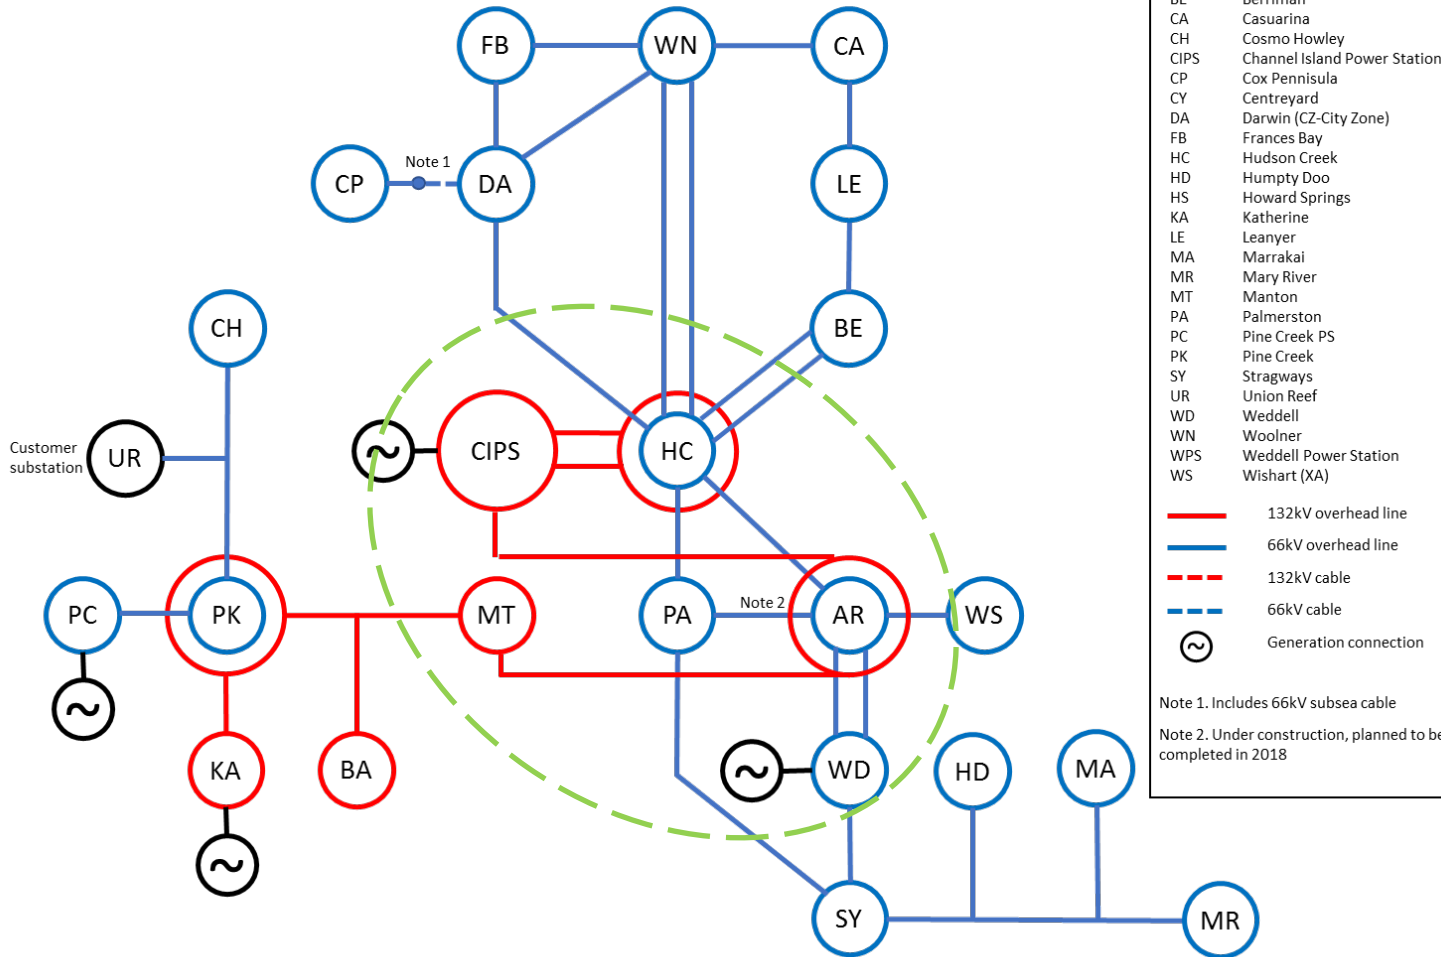 FB
WN
CA
CP
Note 1
DA
LE
CH
BE
Customer
substation
UR
CIPS
HC
PC
PK
MT
PA
Note 2
AR
WS
KA
BA
WD
HD
MA
SY
MR
CA Casuarina
CH Cosmo Howley
CIPS Channel Island Power Station
CP Cox Pennisula
CY Centreyard
DA Darwin (CZ-City Zone)
FB Frances Bay
HC Hudson Creek
HD Humpty Doo
HS Howard Springs
KA Katherine
LE Leanyer
MA Marrakai
MR Mary River
MT Manton
PA Palmerston
PC Pine Creek PS
PK Pine Creek
SY Stragways
UR Union Reef
WD Weddell
WN Woolner
WPS Weddell Power Station
WS Wishart (XA)
132kV overhead line
66kV overhead line
132kV cable
66kV cable
Generation connection
Note 1. Includes 66kV subsea cable
Note 2. Under construction, planned to be
completed in 2018